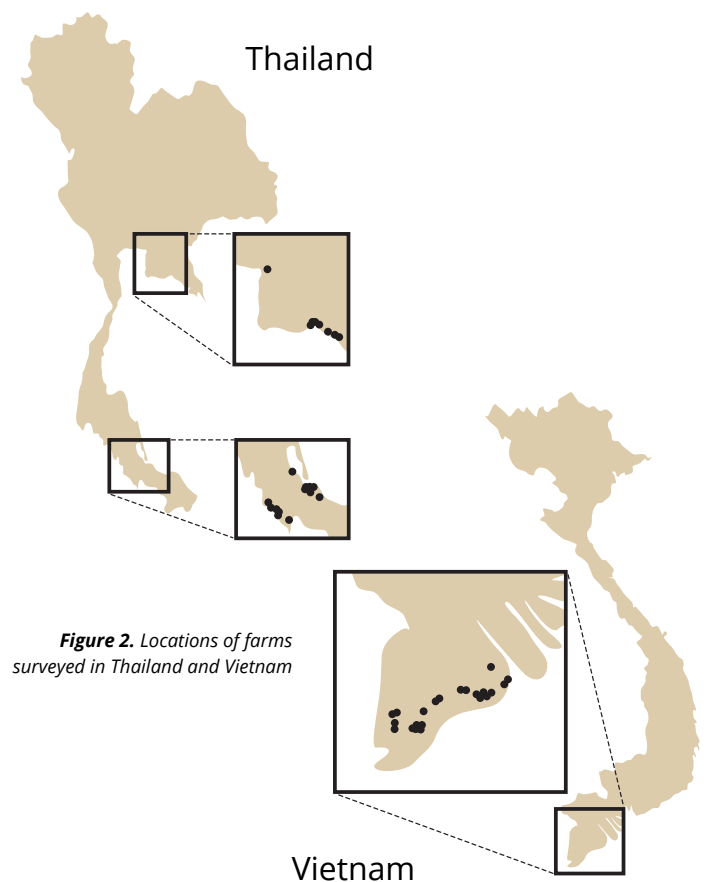 Thailand
Figure 2. Locations of farms
surveyed in Thailand and Vietnam
Vietnam